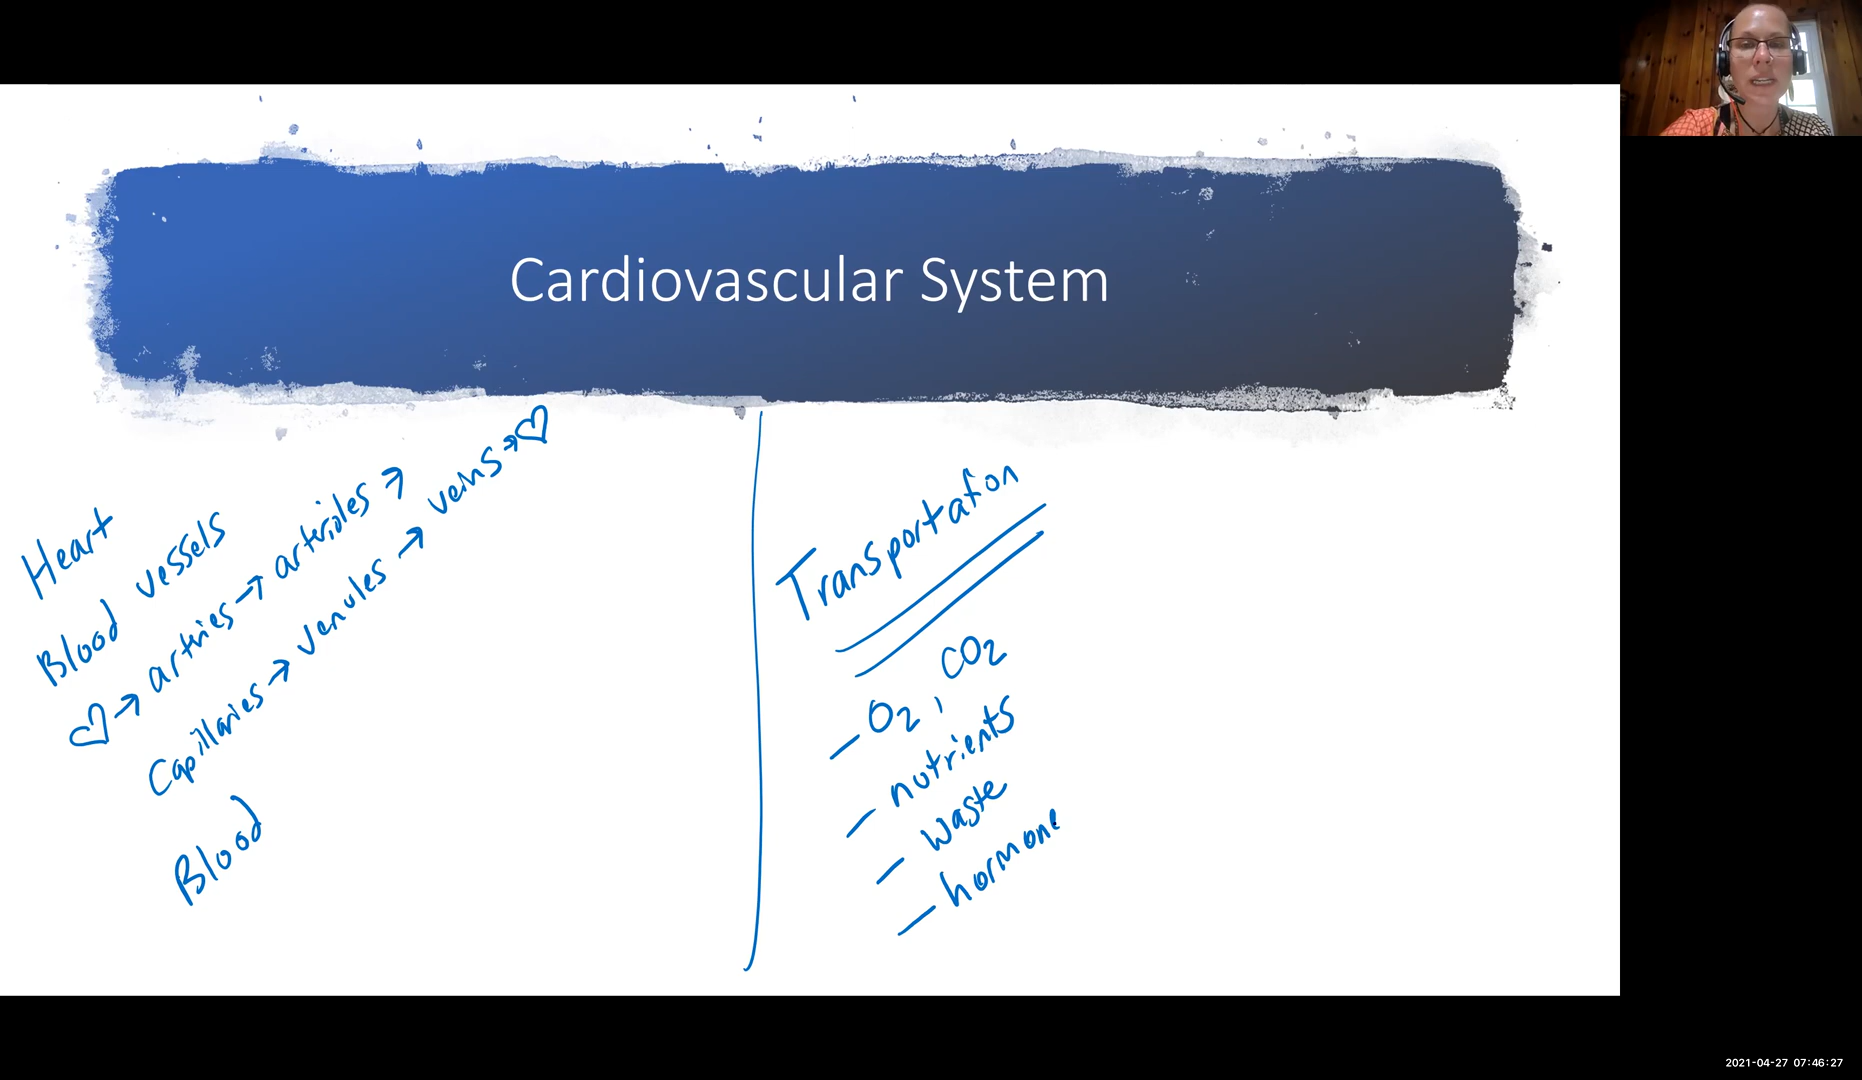 Cardiovascular System
Heart
Blood vessels
♡ → arteries → arterioles →
Capillaries → venules → veins → ♡
Blood
Transportation
— O2, CO2
— nutrients
— waste
— hormone
2021-04-27 07:46:27